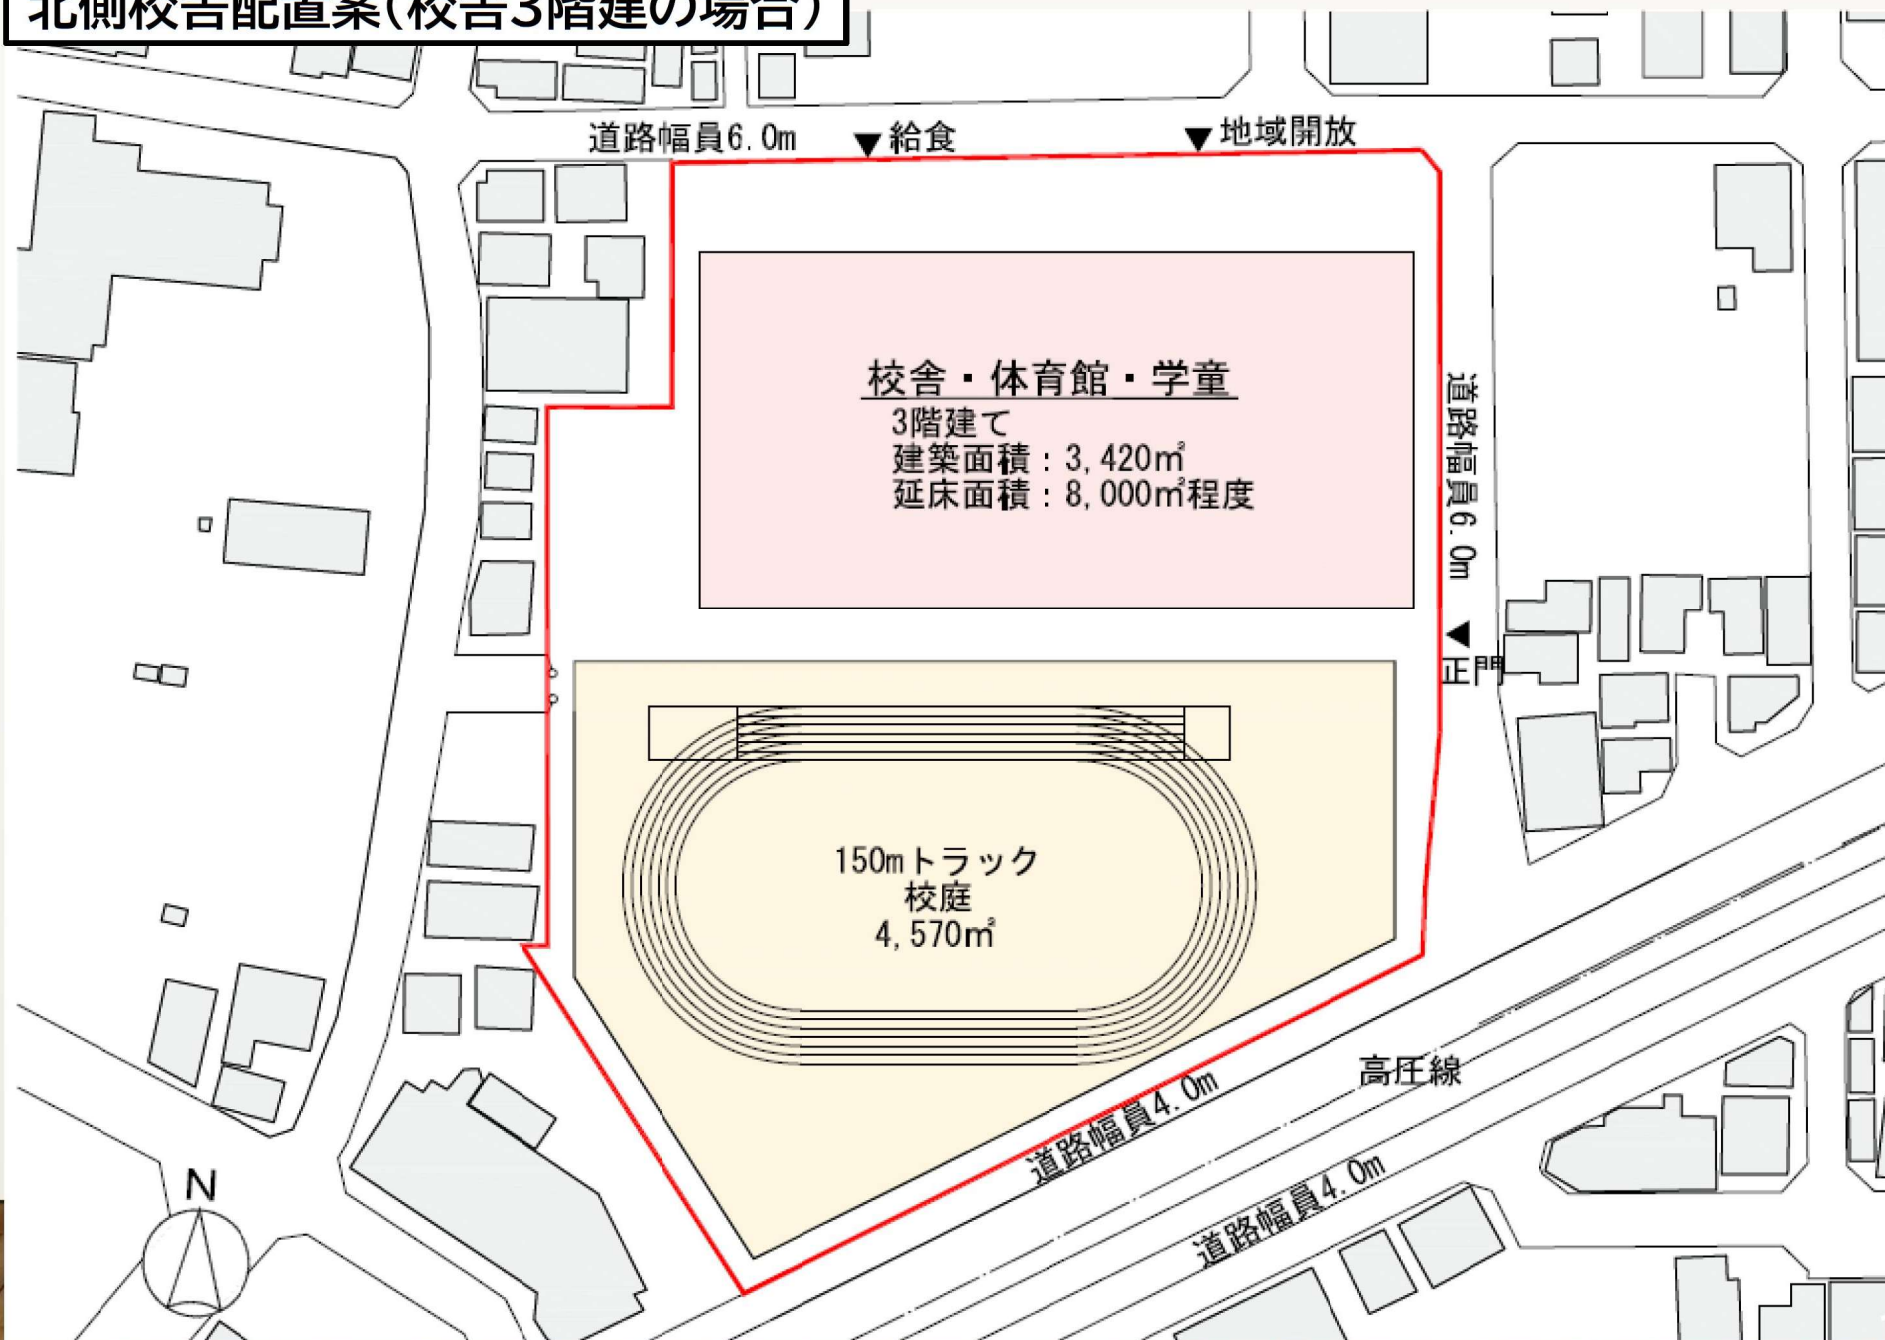 北側校舎配置案(校舎3階建の場合)
道路幅員6.0m
▼給食
▼地域開放
校舎・体育館・学童
3階建て
建築面積：3,420㎡
延床面積：8,000㎡程度
道路幅員6.0m
◀
正門
150mトラック
校庭
4,570㎡
高圧線
道路幅員4.0m
道路幅員4.0m
N